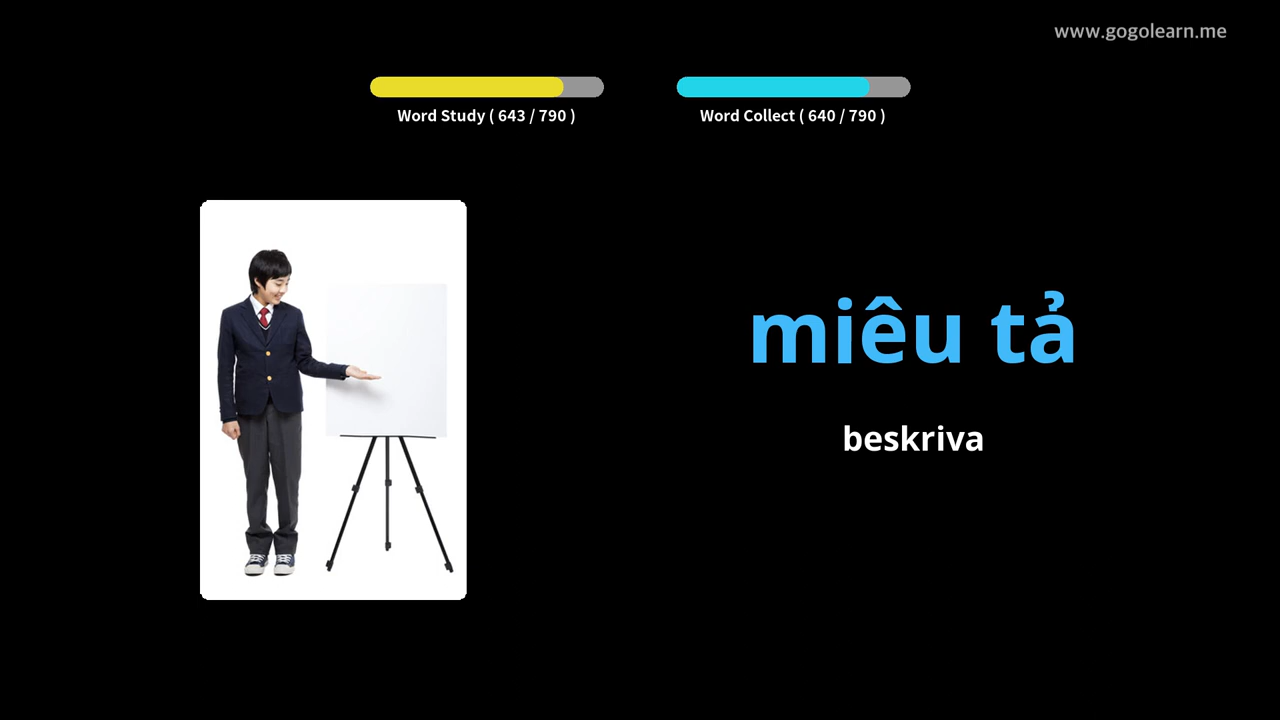 www.gogolearn.me
Word Study ( 643 / 790 )
Word Collect ( 640 / 790 )
miêu tả
beskriva